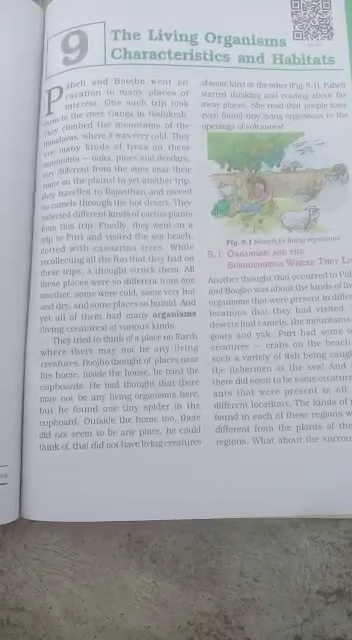 9
The Living Organisms
Characteristics and Habitats
Paheli and Boojho went on
vacation to many places of
interest. One such trip took
them to the river Ganga in Rishikesh.
They climbed the mountains of the
Himalayas, where it was very cold. They
saw many kinds of trees on these
mountains — oaks, pines and deodars,
very different from the ones near their
home on the plains! In yet another trip,
they travelled to Rajasthan and moved
on camels through the hot desert. They
collected different kinds of cactus plants
from this trip. Finally, they went on a
trip to Puri and visited the sea beach,
dotted with casuarina trees. While
recollecting all the fun that they had on
these trips, a thought struck them. All
these places were so different from one
another, some were cold, some very hot
and dry, and some places so humid. And
yet all of them had many organisms
(living creatures) of various kinds.
They tried to think of a place on Earth
where there may not be any living
creatures. Boojho thought of places near
his home. Inside the house, he tried the
cupboards. He had thought that there
may not be any living organisms here,
but he found one tiny spider in the
cupboard. Outside the home too, there
did not seem to be any place, he could
think of, that did not have living creatures
of some kind or the other (Fig. 9.1). Paheli
started thinking and reading about far
away places. She read that people have
even found tiny living organisms in the
openings of volcanoes!
Fig. 9.1 Search for living organisms
9.1 Organisms and the
Surroundings Where They
Another thought that occurred to
and Boojho was about the kinds of
organisms that were present in
locations that they had visited.
deserts had camels, the mountains
goats and yak. Puri had some
creatures — crabs on the beach
such a variety of fish being
the fishermen at the sea! And
there did seem to be some
ants that were present in all
different locations. The kinds of
found in each of these regions
different from the plants of the
regions. What about the